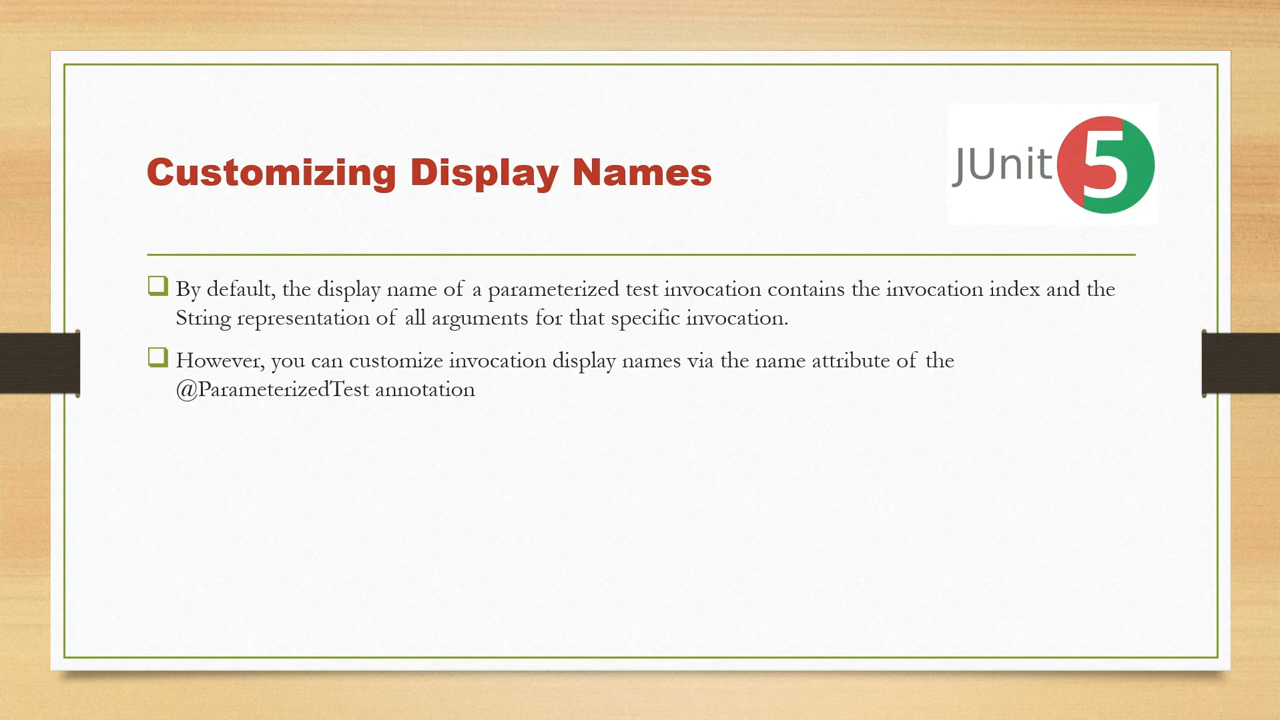 Customizing Display Names
JUnit 5
By default, the display name of a parameterized test invocation contains the invocation index and the
String representation of all arguments for that specific invocation.
However, you can customize invocation display names via the name attribute of the
@ParameterizedTest annotation